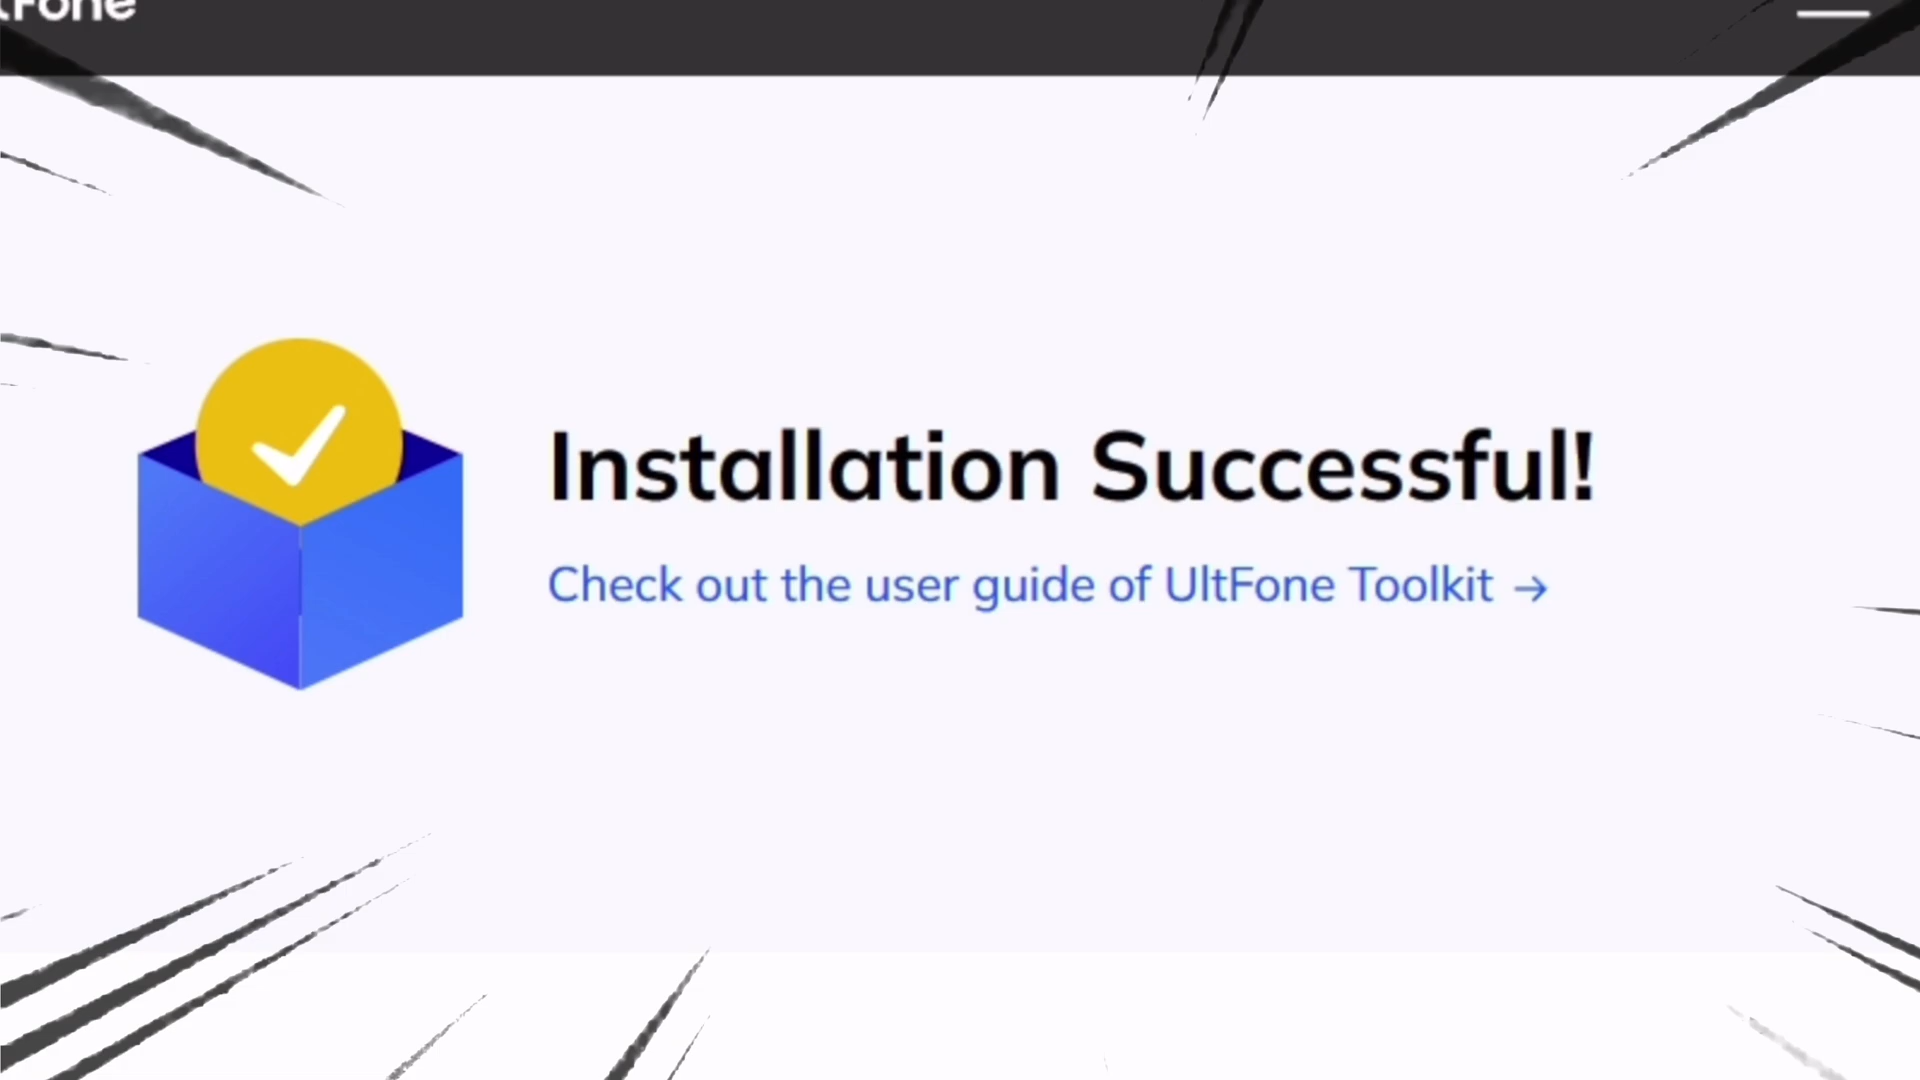 Installation Successful!
Check out the user guide of UltFone Toolkit →